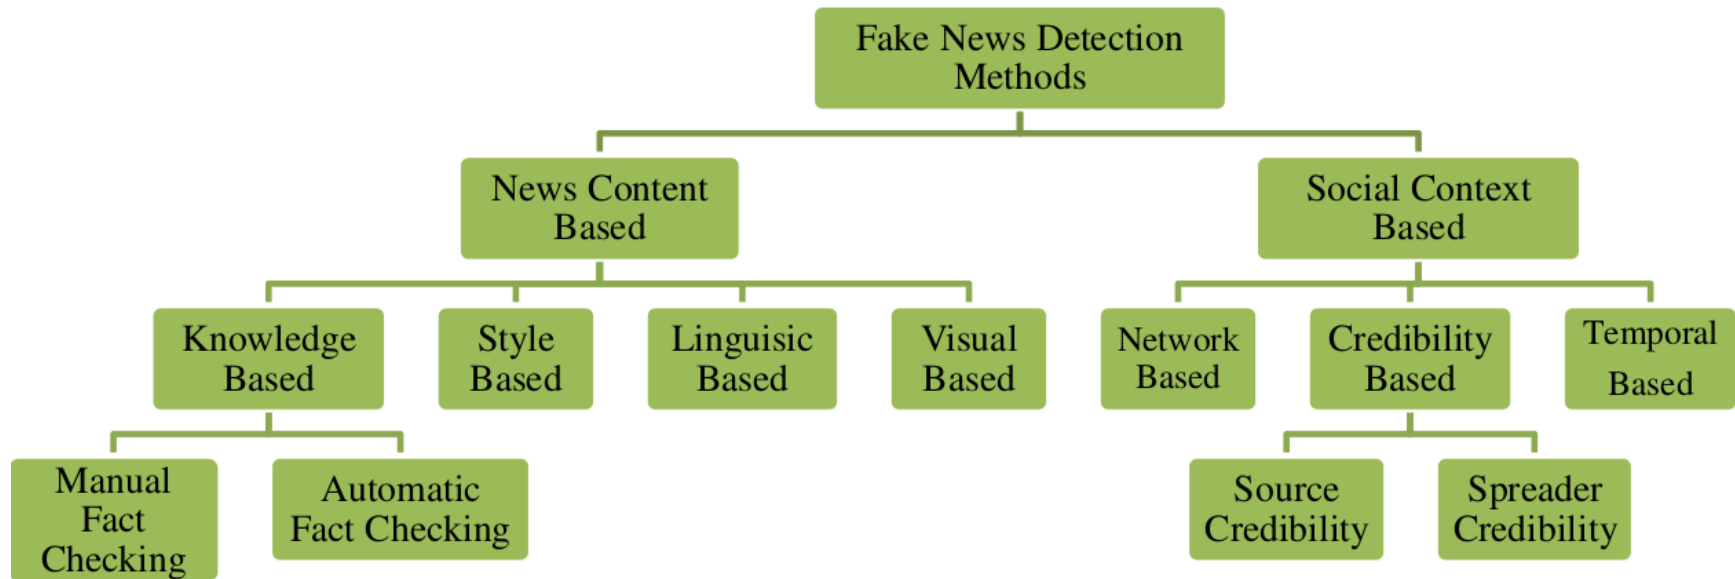 Fake News Detection
Methods
News Content
Based
Social Context
Based
Knowledge
Based
Style
Based
Linguisic
Based
Visual
Based
Network
Based
Credibility
Based
Temporal
Based
Manual
Fact
Checking
Automatic
Fact Checking
Source
Credibility
Spreader
Credibility